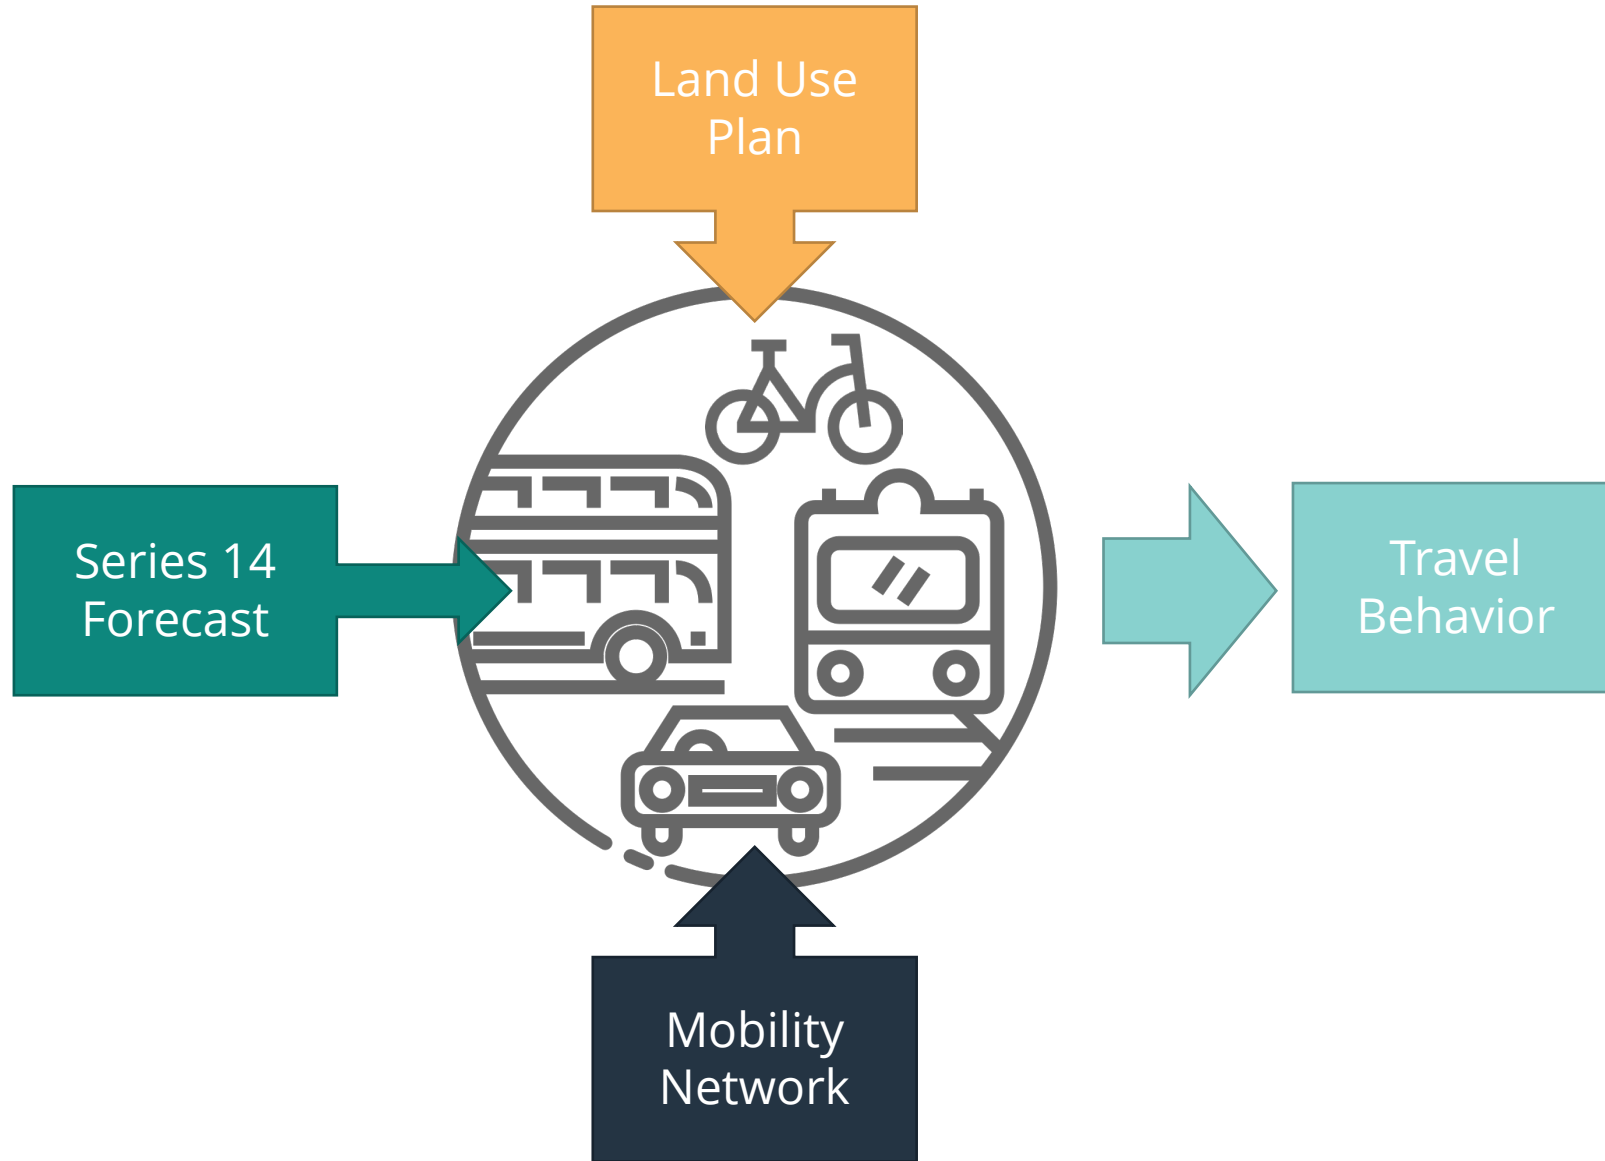 Land Use
Plan
Series 14
Forecast
Travel
Behavior
Mobility
Network